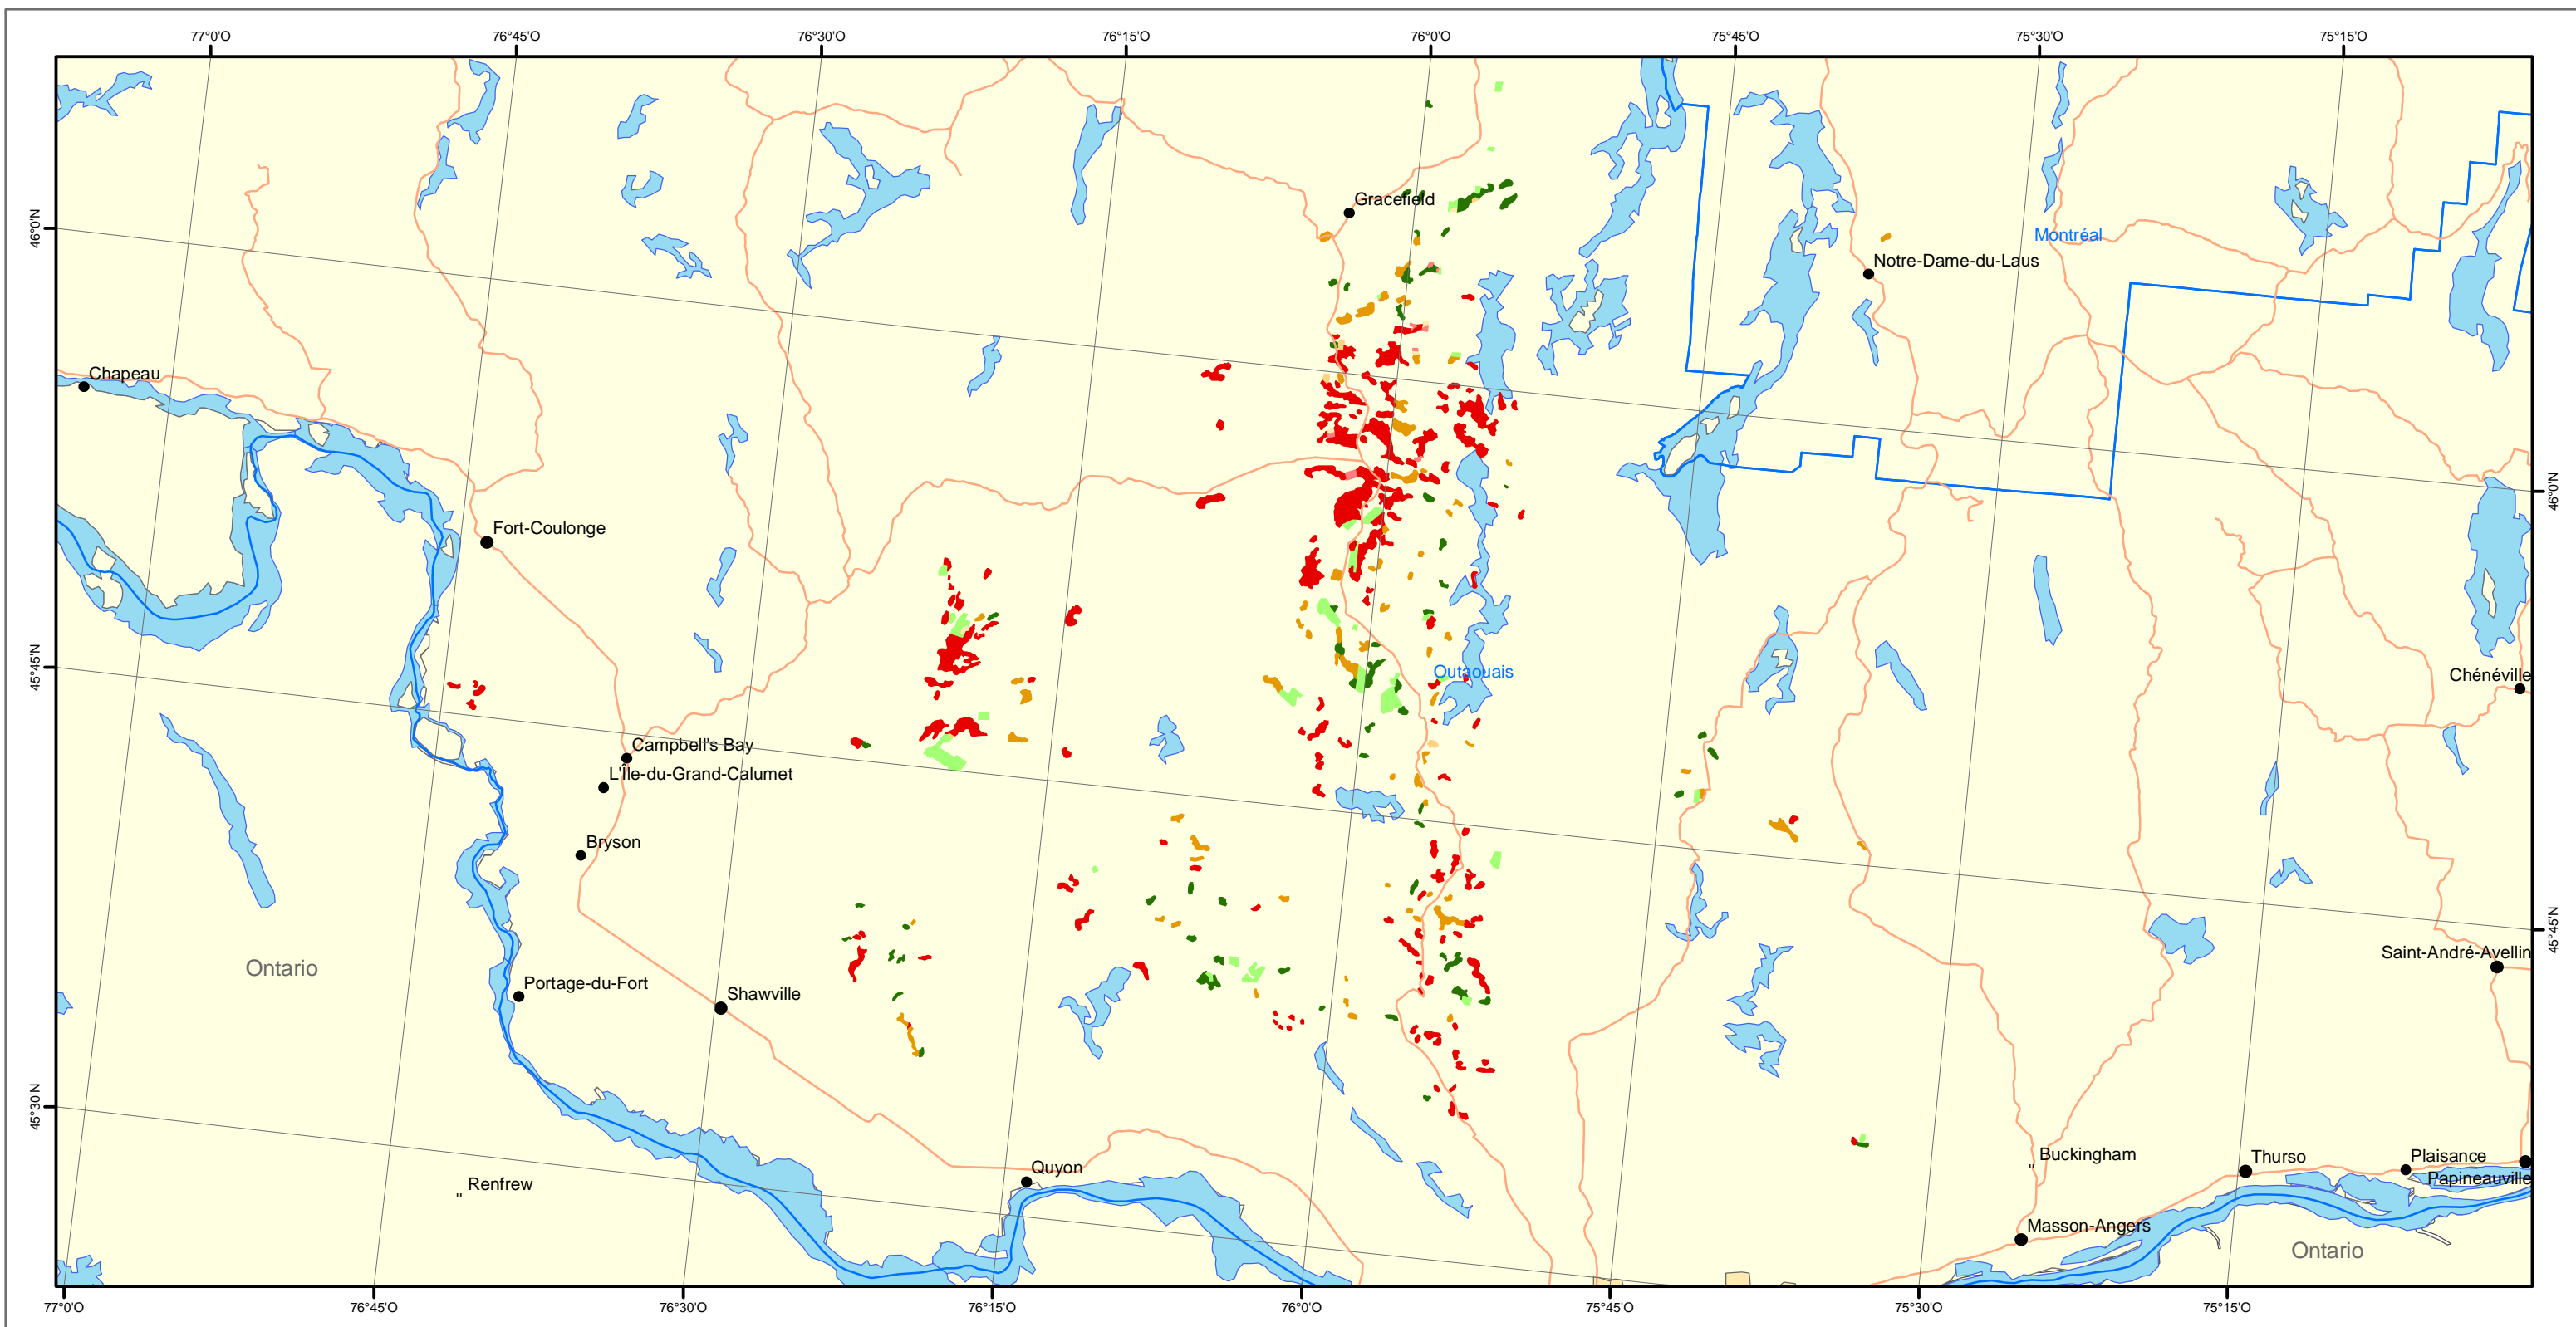 77°0'O 76°45'O 76°30'O 76°15'O 76°0'O 75°45'O 75°30'O 75°15'O
Gracefield
46°0'N
Montréal
Notre-Dame-du-Laus
Chapeau
46°0'N
Fort-Coulonge
45°45'N
Outaouais
Chénéville
Campbell's Bay
L'Île-du-Grand-Calumet
Bryson
45°45'N
Saint-André-Avellin
Ontario
Portage-du-Fort
Shawville
45°30'N
Buckingham
Thurso
Plaisance
Quyon
Papineauville
" Renfrew
Masson-Angers
Ontario
77°0'O 76°45'O 76°30'O 76°15'O 76°0'O 75°45'O 75°30'O 75°15'O